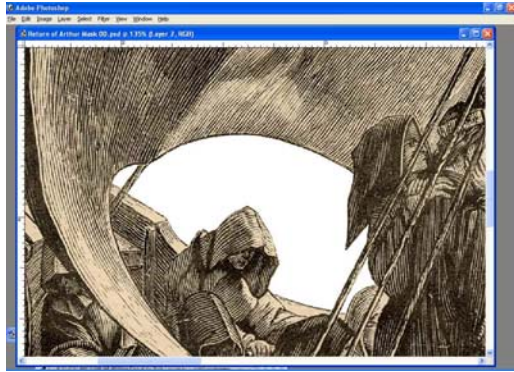 Adobe Photoshop
File Edit Image Layer Select Filter View Window Help
Return of Arthur Mask OD.psd @ 135% (Layer 2, RGB)